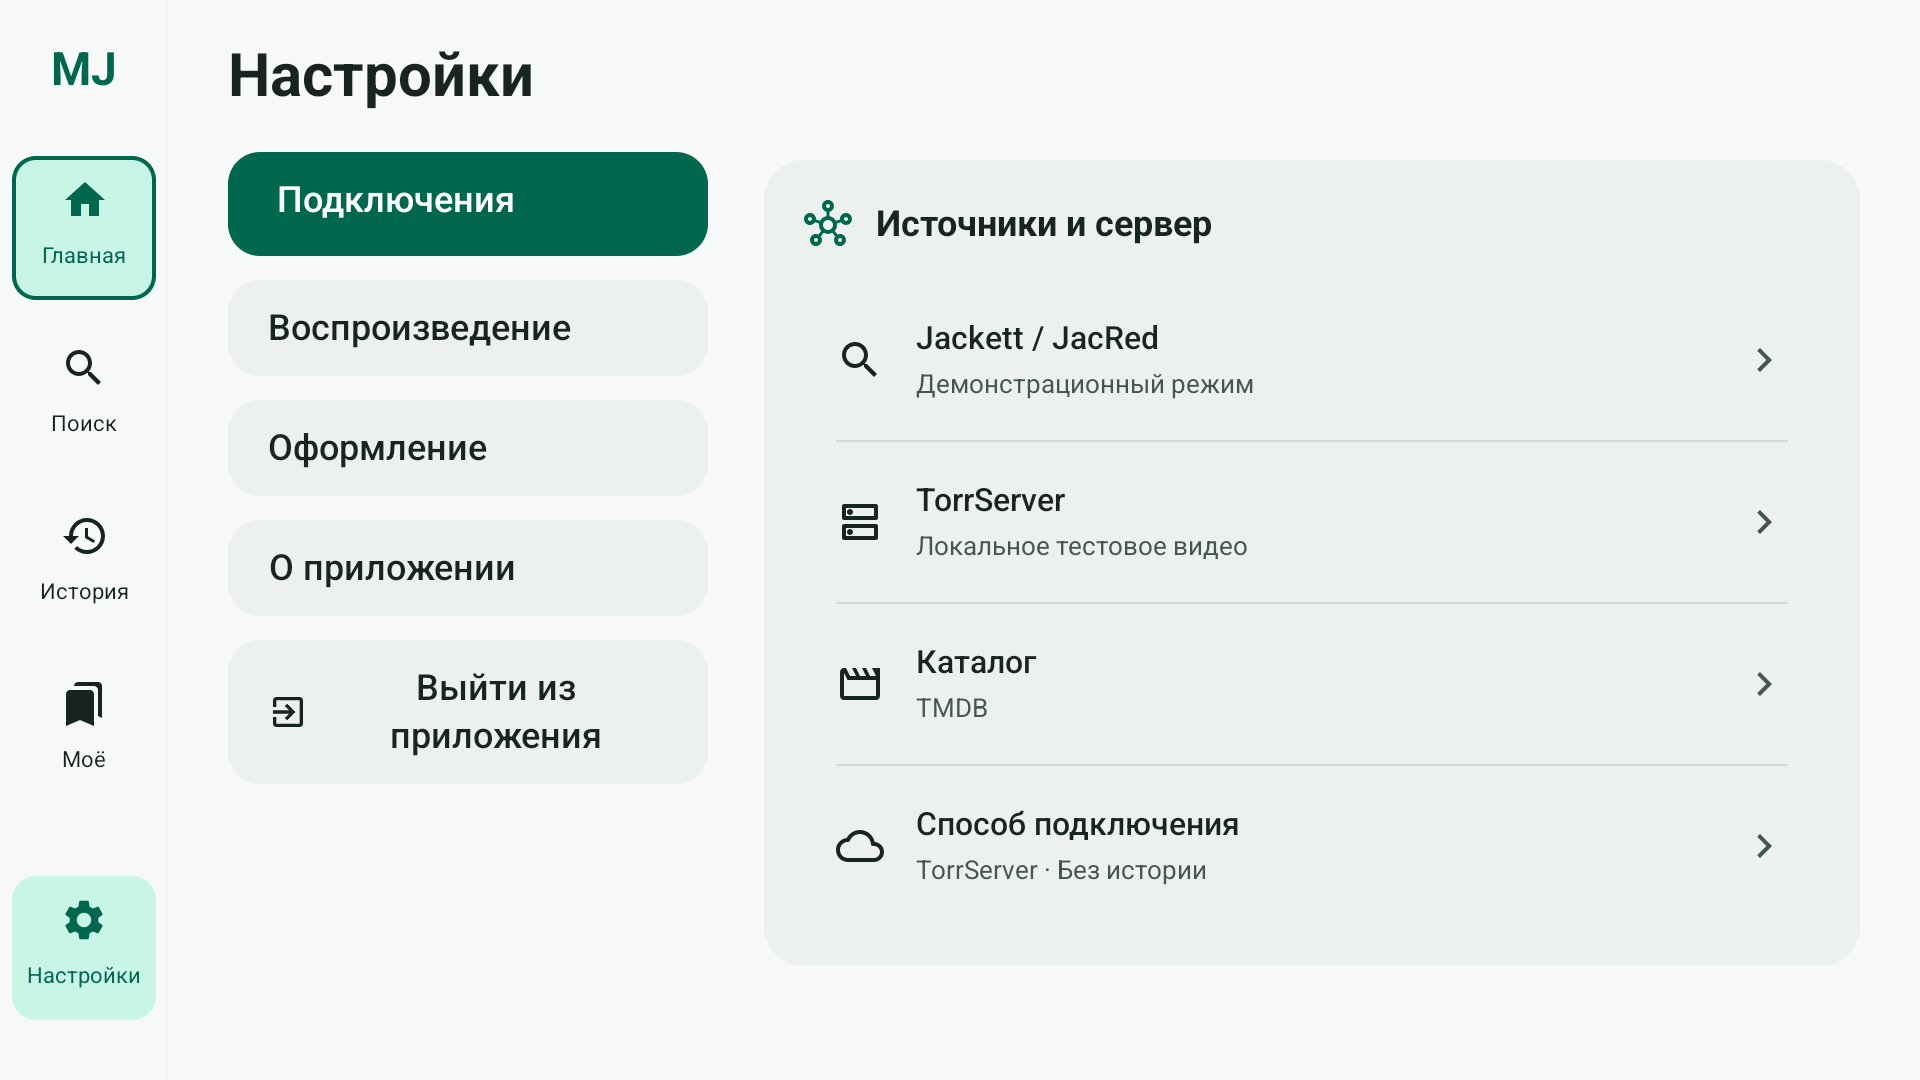 MJ
Главная
Поиск
История
Моё
Настройки
Настройки
Подключения
Воспроизведение
Оформление
О приложении
Выйти из
приложения
Источники и сервер
Jackett / JacRed
Демонстрационный режим
TorrServer
Локальное тестовое видео
Каталог
TMDB
Способ подключения
TorrServer · Без истории